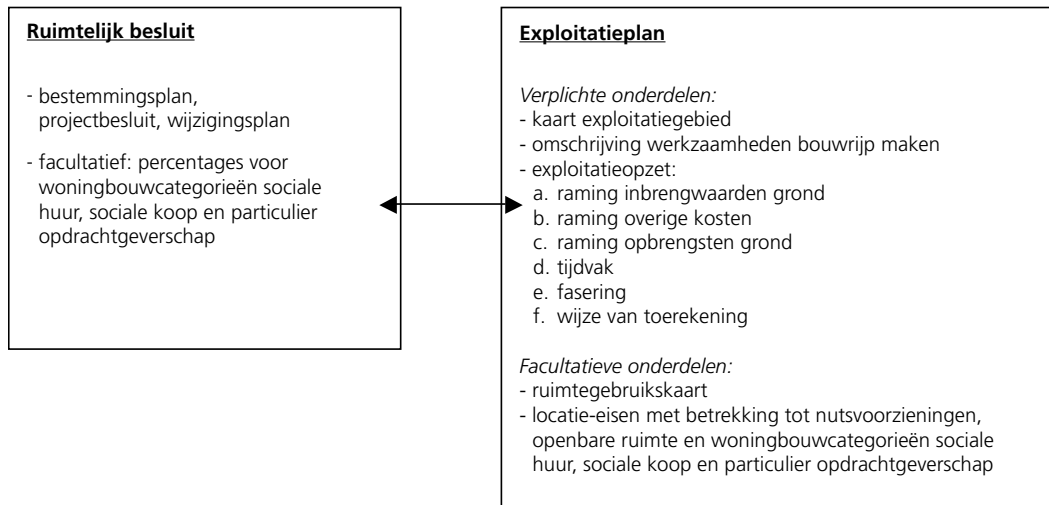 Ruimtelijk besluit
- bestemmingsplan,
projectbesluit, wijzigingsplan
- facultatief: percentages voor
woningbouwcategorieën sociale
huur, sociale koop en particulier
opdrachtgeverschap
Exploitatieplan
Verplichte onderdelen:
- kaart exploitatiegebied
- omschrijving werkzaamheden bouwrijp maken
- exploitatieopzet:
a. raming inbrengwaarden grond
b. raming overige kosten
c. raming opbrengsten grond
d. tijdvak
e. fasering
f. wijze van toerekening
Facultatieve onderdelen:
- ruimtegebruikskaart
- locatie-eisen met betrekking tot nutsvoorzieningen,
openbare ruimte en woningbouwcategorieën sociale
huur, sociale koop en particulier opdrachtgeverschap